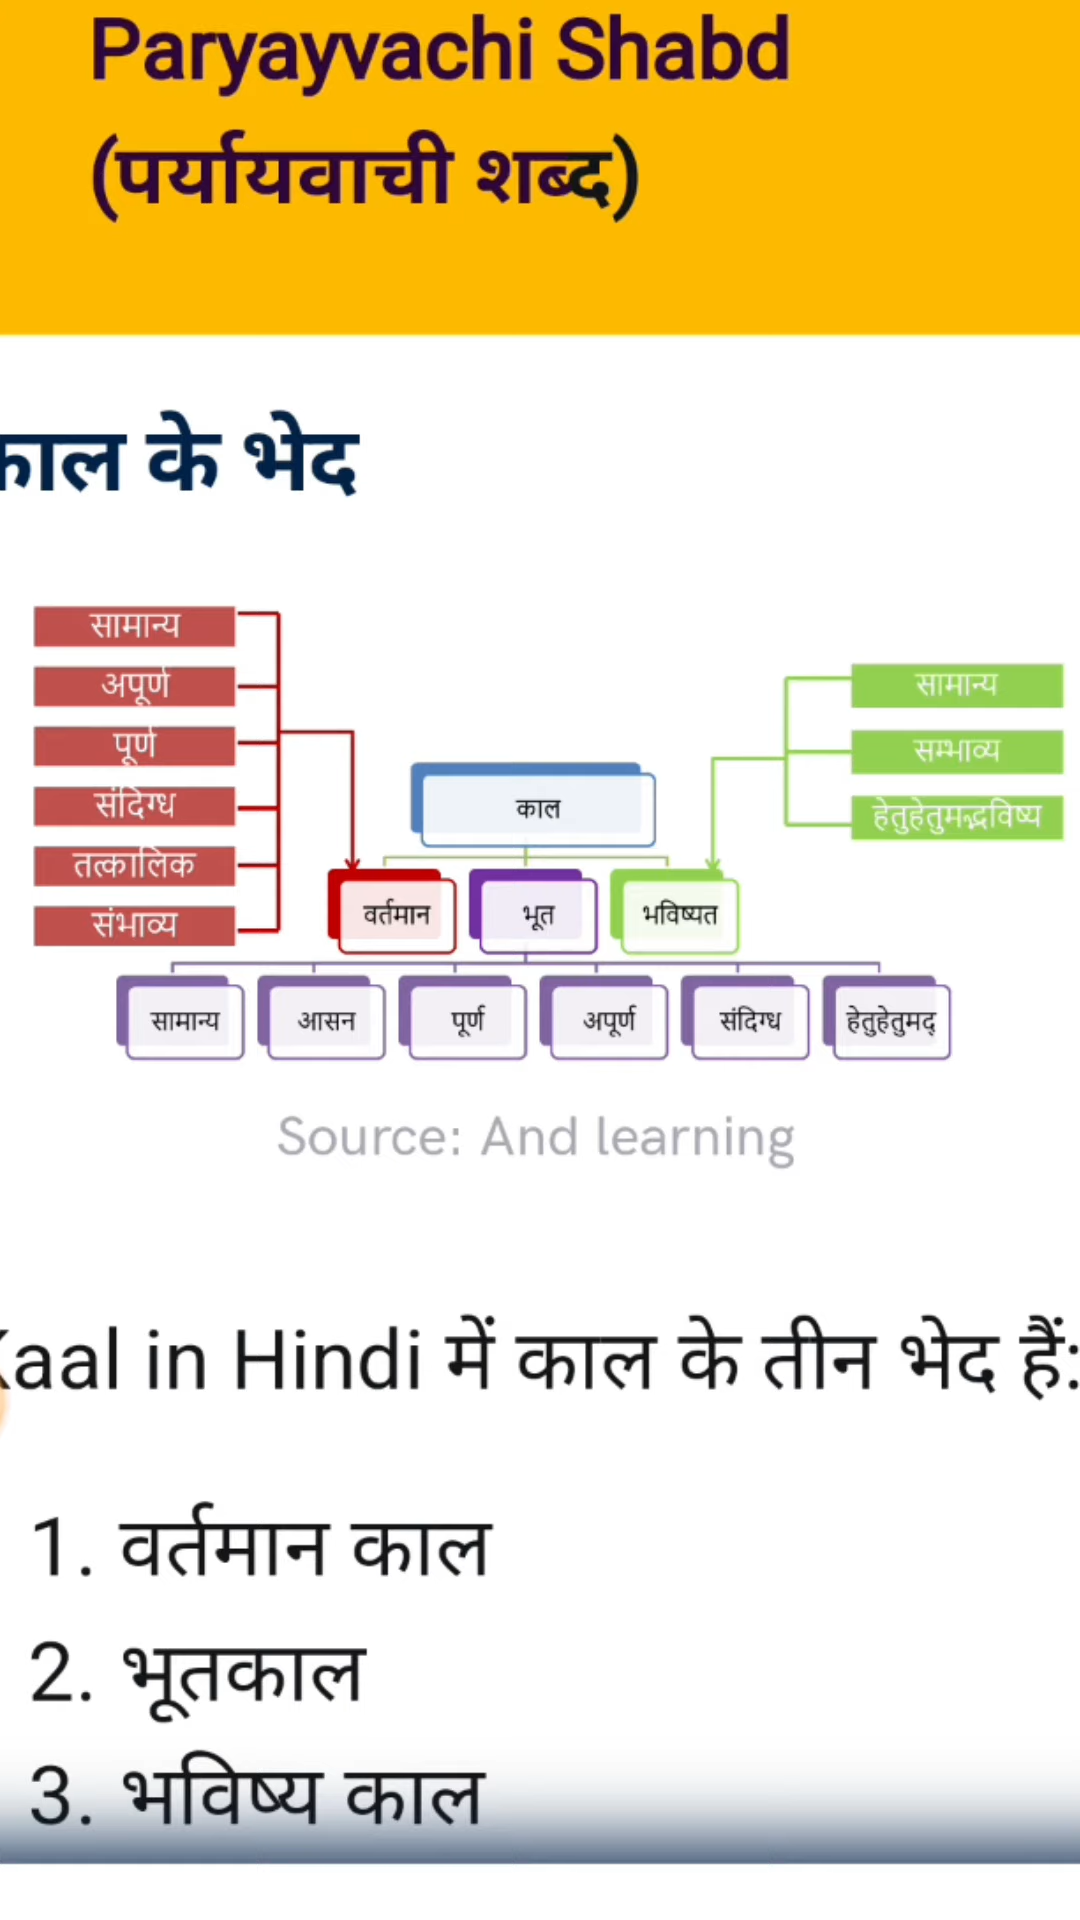 Paryayvachi Shabd
(पर्यायवाची शब्द)
काल के भेद
सामान्य
अपूर्ण
पूर्ण
संदिग्ध
तत्कालिक
संभाव्य
सामान्य
सम्भाव्य
हेतुहेतुमद्भविष्य
काल
वर्तमान
भूत
भविष्यत
सामान्य
आसन
पूर्ण
अपूर्ण
संदिग्ध
हेतुहेतुमद्
Source: And learning
Kaal in Hindi में काल के तीन भेद हैं:
1. वर्तमान काल
2. भूतकाल
3. भविष्य काल